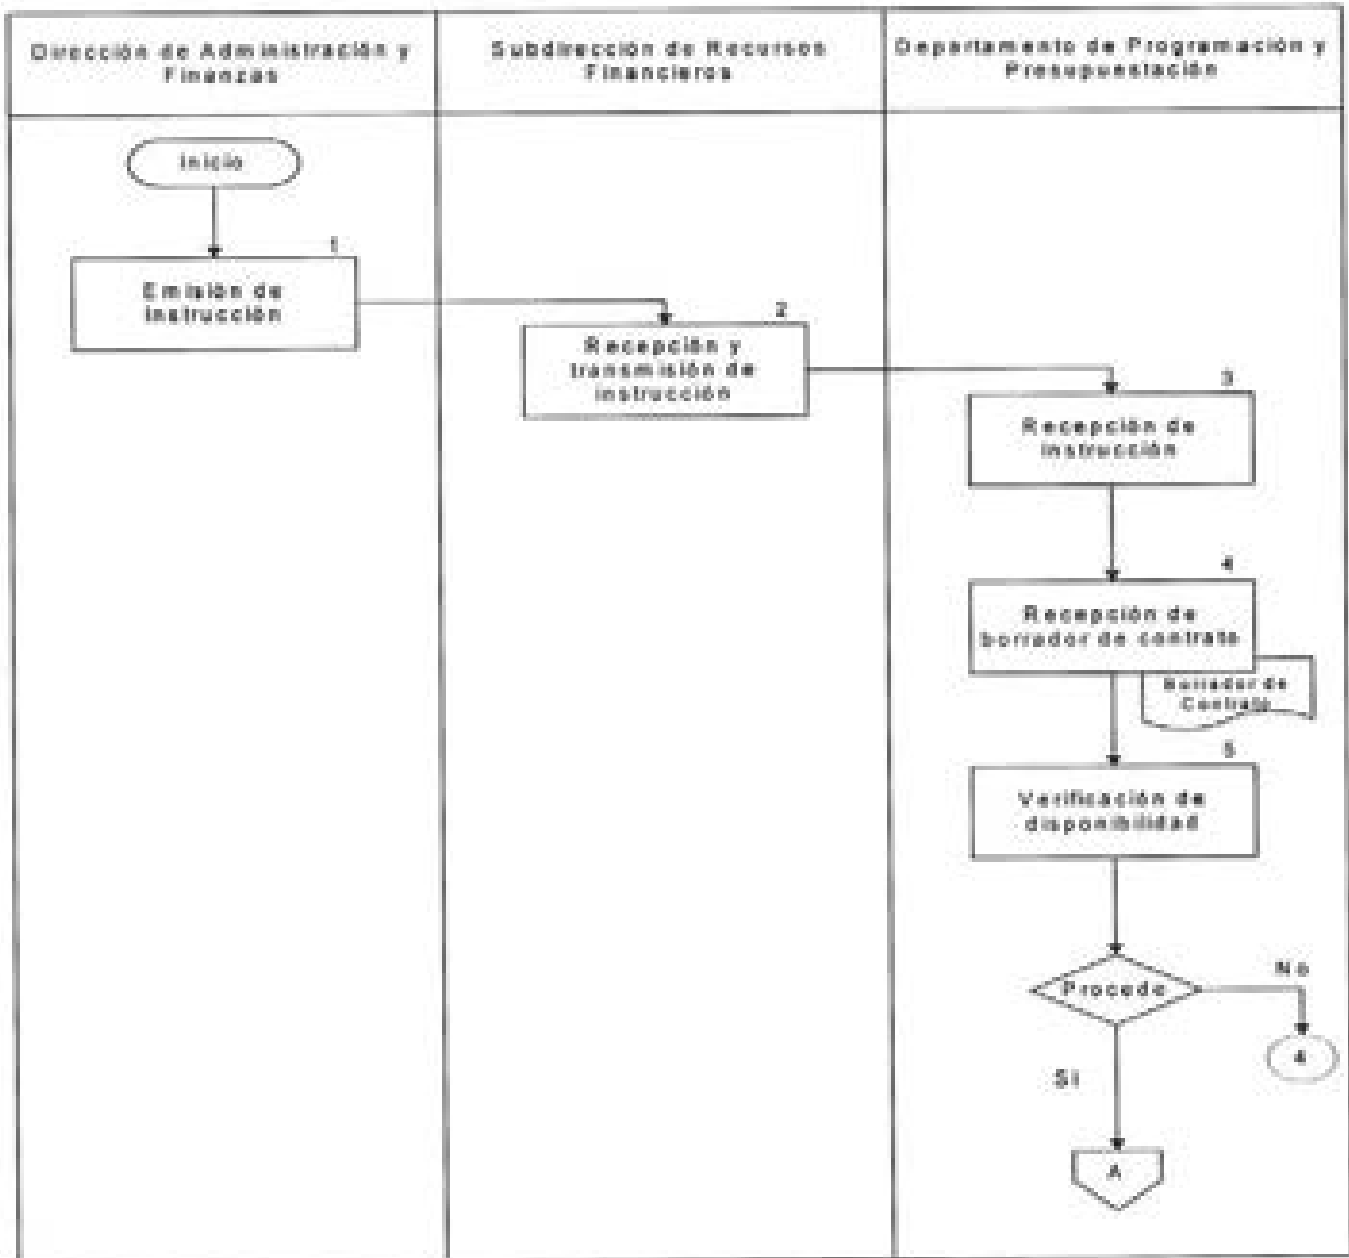 Dirección de Administración y
Finanzas
Subdirección de Recursos
Financieros
Departamento de Programación y
Presupuestación
Inicio
1
Emisión de
instrucción
2
Recepción y
transmisión de
instrucción
3
Recepción de
instrucción
4
Recepción de
borrador de contrato
Borrador de
Contrato
5
Verificación de
disponibilidad
Procede
No
4
Si
A